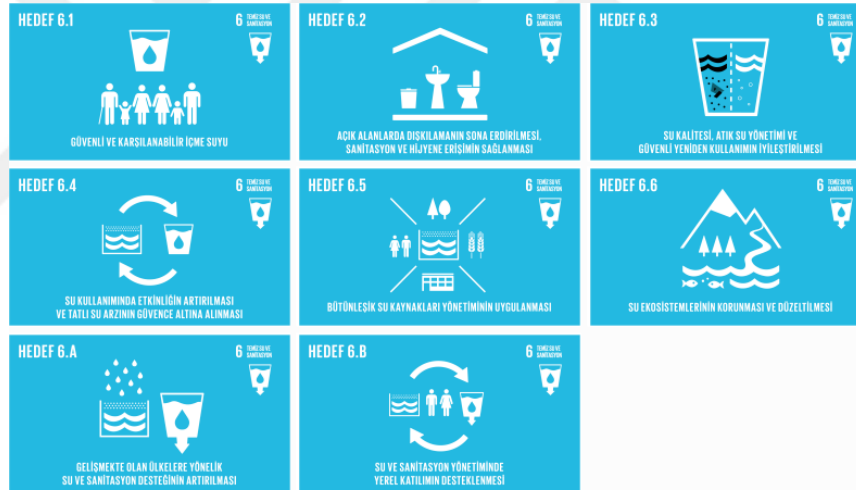 HEDEF 6.1
6 TEMİZ SU VE
SANİTASYON
GÜVENLİ VE KARŞILANABİLİR İÇME SUYU
HEDEF 6.2
6 TEMİZ SU VE
SANİTASYON
AÇIK ALANLARDA DIŞKILAMANIN SONA ERDİRİLMESİ,
SANİTASYON VE HİJYENE ERİŞİMİN SAĞLANMASI
HEDEF 6.3
6 TEMİZ SU VE
SANİTASYON
SU KALİTESİ, ATIK SU YÖNETİMİ VE
GÜVENLİ YENİDEN KULLANIMIN İYİLEŞTİRİLMESİ
HEDEF 6.4
6 TEMİZ SU VE
SANİTASYON
SU KULLANIMINDA ETKİNLİĞİN ARTIRILMASI
VE TATLI SU ARZININ GÜVENCE ALTINA ALINMASI
HEDEF 6.5
6 TEMİZ SU VE
SANİTASYON
BÜTÜNLEŞİK SU KAYNAKLARI YÖNETİMİNİN UYGULANMASI
HEDEF 6.6
6 TEMİZ SU VE
SANİTASYON
SU EKOSİSTEMLERİNİN KORUNMASI VE DÜZELTİLMESİ
HEDEF 6.A
6 TEMİZ SU VE
SANİTASYON
GELİŞMEKTE OLAN ÜLKELERE YÖNELİK
SU VE SANİTASYON DESTEĞİNİN ARTIRILMASI
HEDEF 6.B
6 TEMİZ SU VE
SANİTASYON
SU VE SANİTASYON YÖNETİMİNDE
YEREL KATILIMIN DESTEKLENMESİ